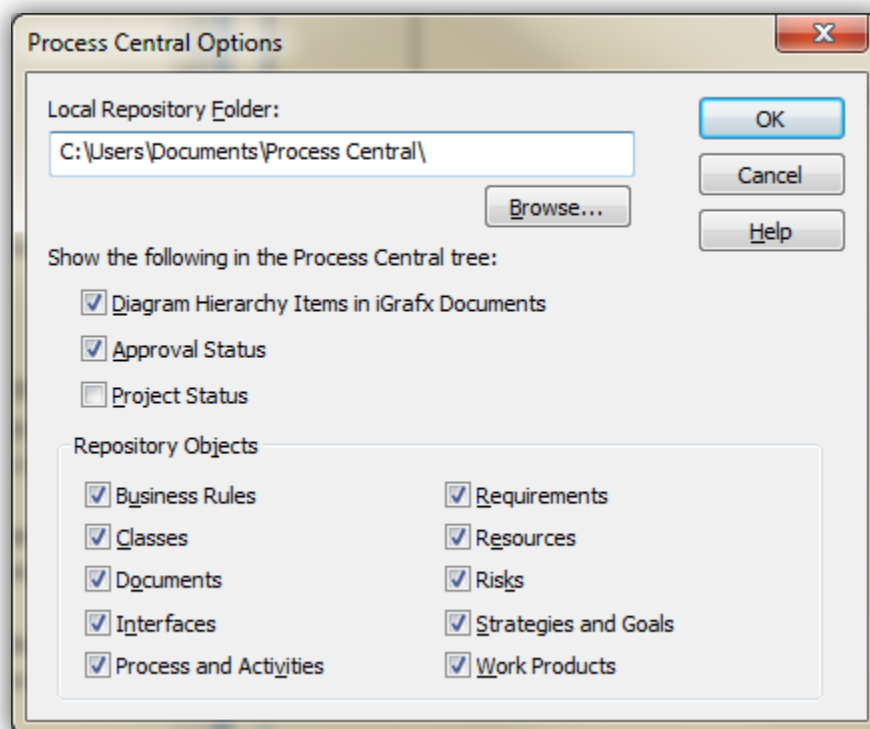 Process Central Options
Local Repository Folder:
C:\Users\Documents\Process Central\
OK
Cancel
Browse...
Help
Show the following in the Process Central tree:
Diagram Hierarchy Items in iGrafx Documents
Approval Status
Project Status
Repository Objects
Business Rules
Requirements
Classes
Resources
Documents
Risks
Interfaces
Strategies and Goals
Process and Activities
Work Products